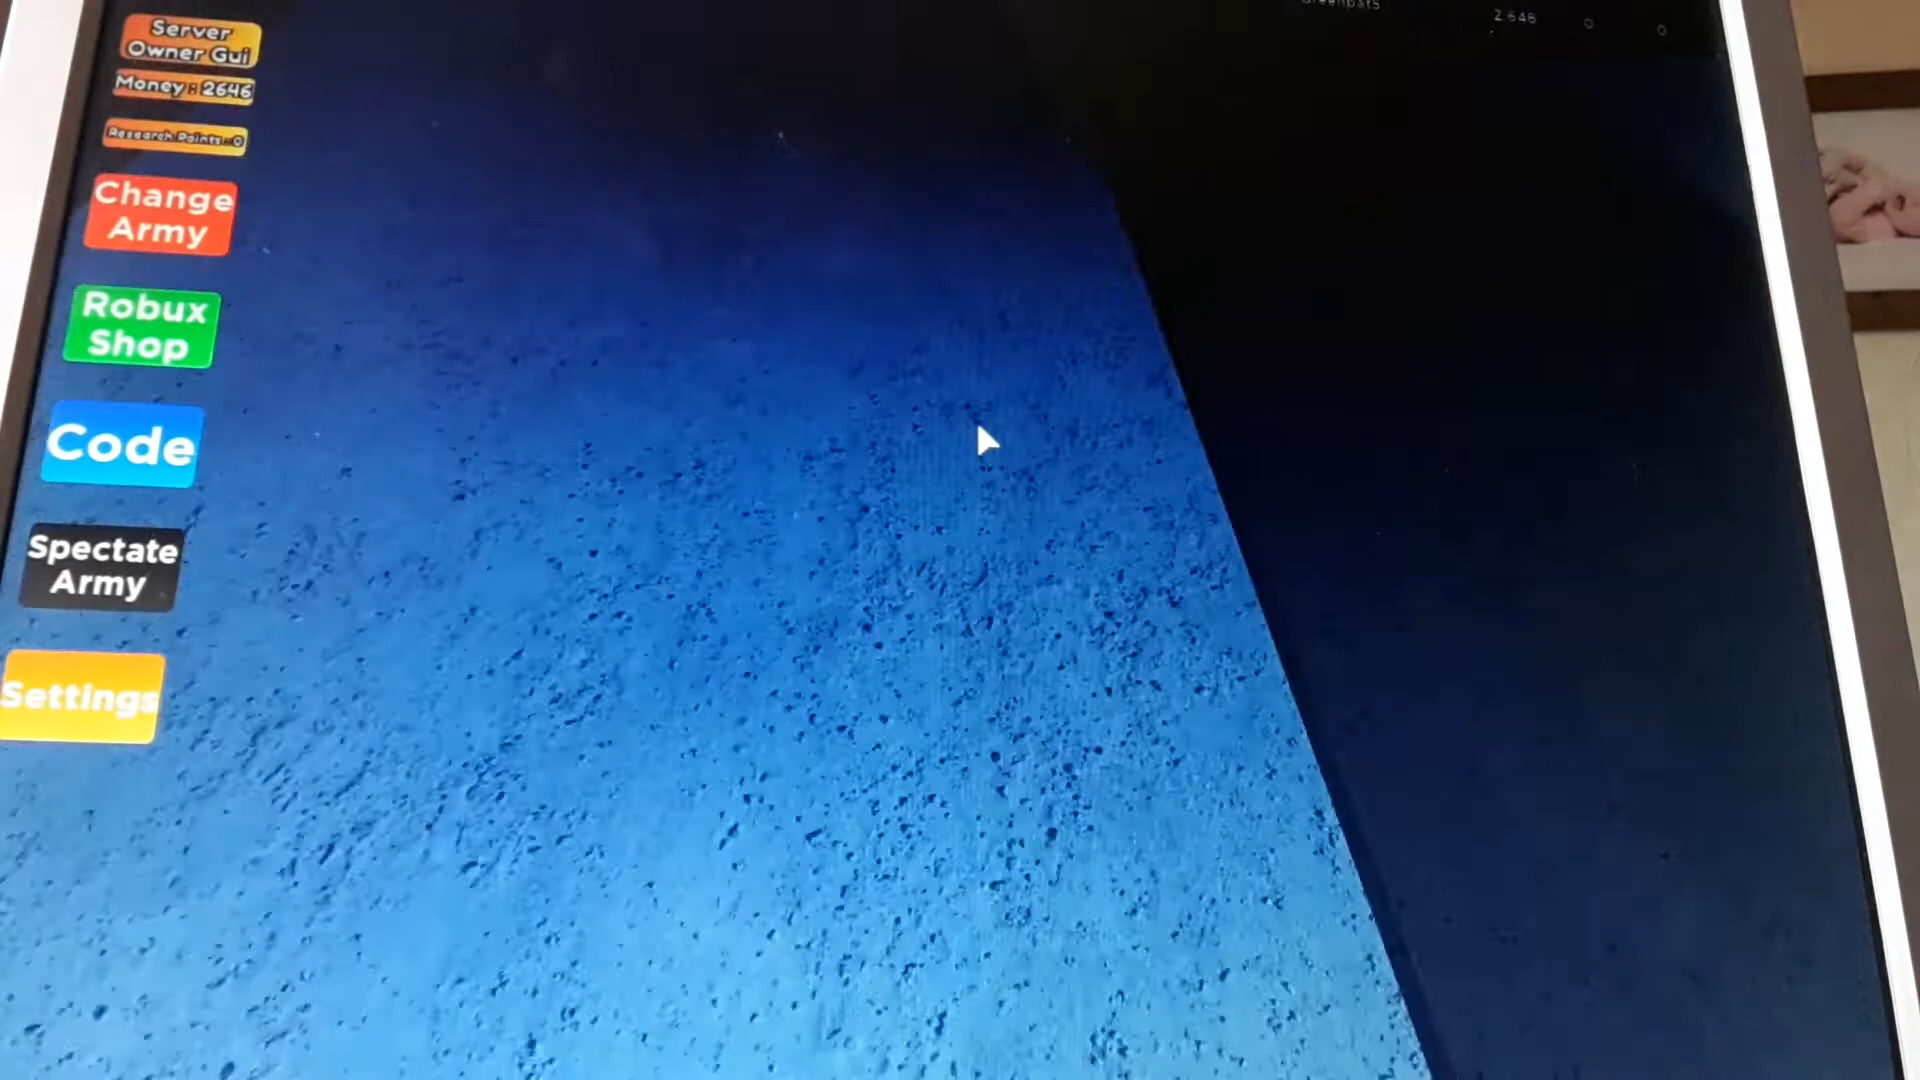 Server
Owner Gui
Money : 2646
Research Points : 0
Change
Army
Robux
Shop
Code
Spectate
Army
Settings
2.646 0 0